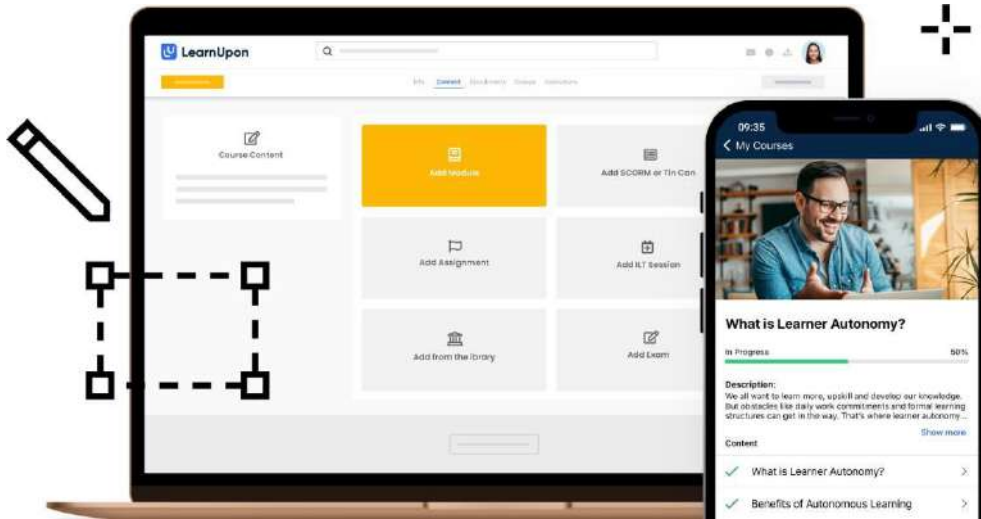 LearnUpon
Info Content Enrollments Groups Instructors
Course Content
Add Module
Add SCORM or Tin Can
Add Assignment
Add ILT Session
Add from the library
Add Exam
09:35
My Courses
What is Learner Autonomy?
In Progress 50%
Description:
We all want to learn more, upskill and develop our knowledge.
But obstacles like daily work commitments and formal learning
structures can get in the way. That's where learner autonomy...
Show more
Content
What is Learner Autonomy?
Benefits of Autonomous Learning